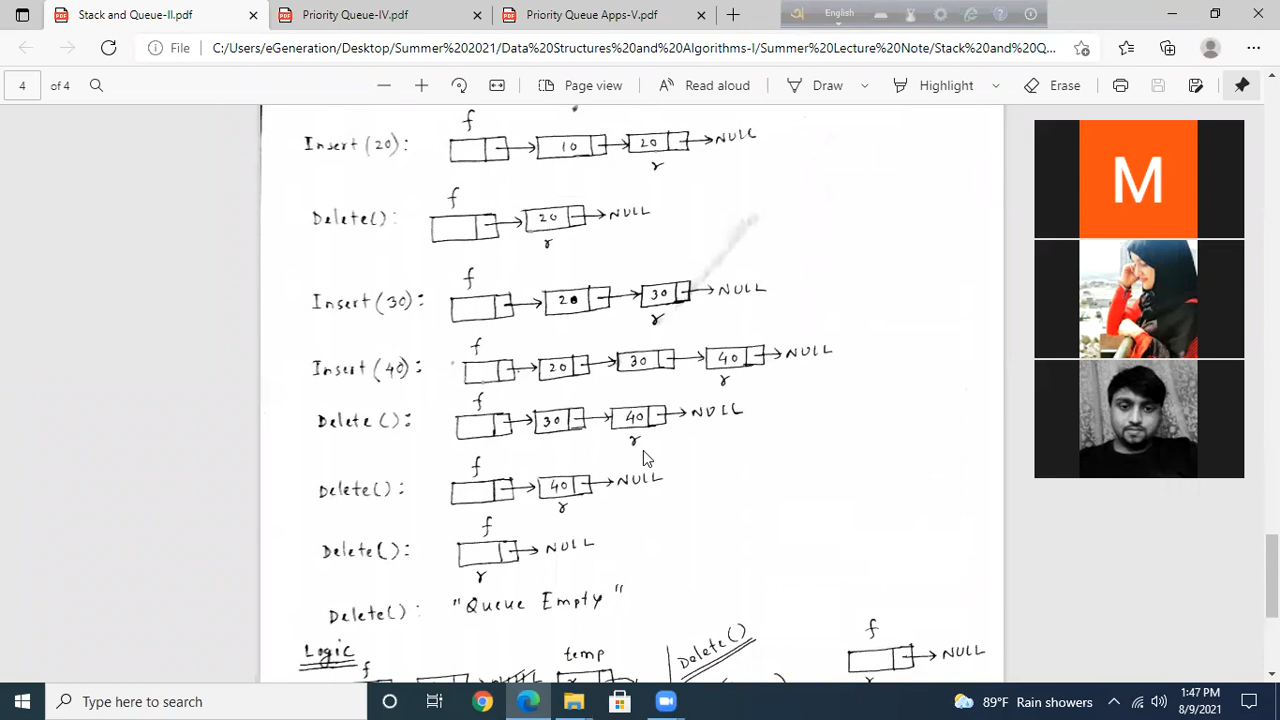 Stack and Queue-II.pdf
Priority Queue-IV.pdf
Priority Queue Apps-V.pdf
English
File
C:/Users/eGeneration/Desktop/Summer%202021/Data%20Structures%20and%20Algorithms-I/Summer%20Lecture%20Note/Stack%20and%20Q...
4 of 4
Page view
Read aloud
Draw
Highlight
Erase
f
Insert(20): 10 20 NULL
r
f
Delete(): 20 NULL
r
f
Insert(30): 20 30 NULL
r
f
Insert(40): 20 30 40 NULL
r
f
Delete(): 30 40 NULL
r
f
Delete(): 40 NULL
r
f
Delete(): NULL
r
Delete(): "Queue Empty"
Logic
f
temp
Delete()
f
NULL
M
Type here to search
89°F Rain showers
1:47 PM
8/9/2021